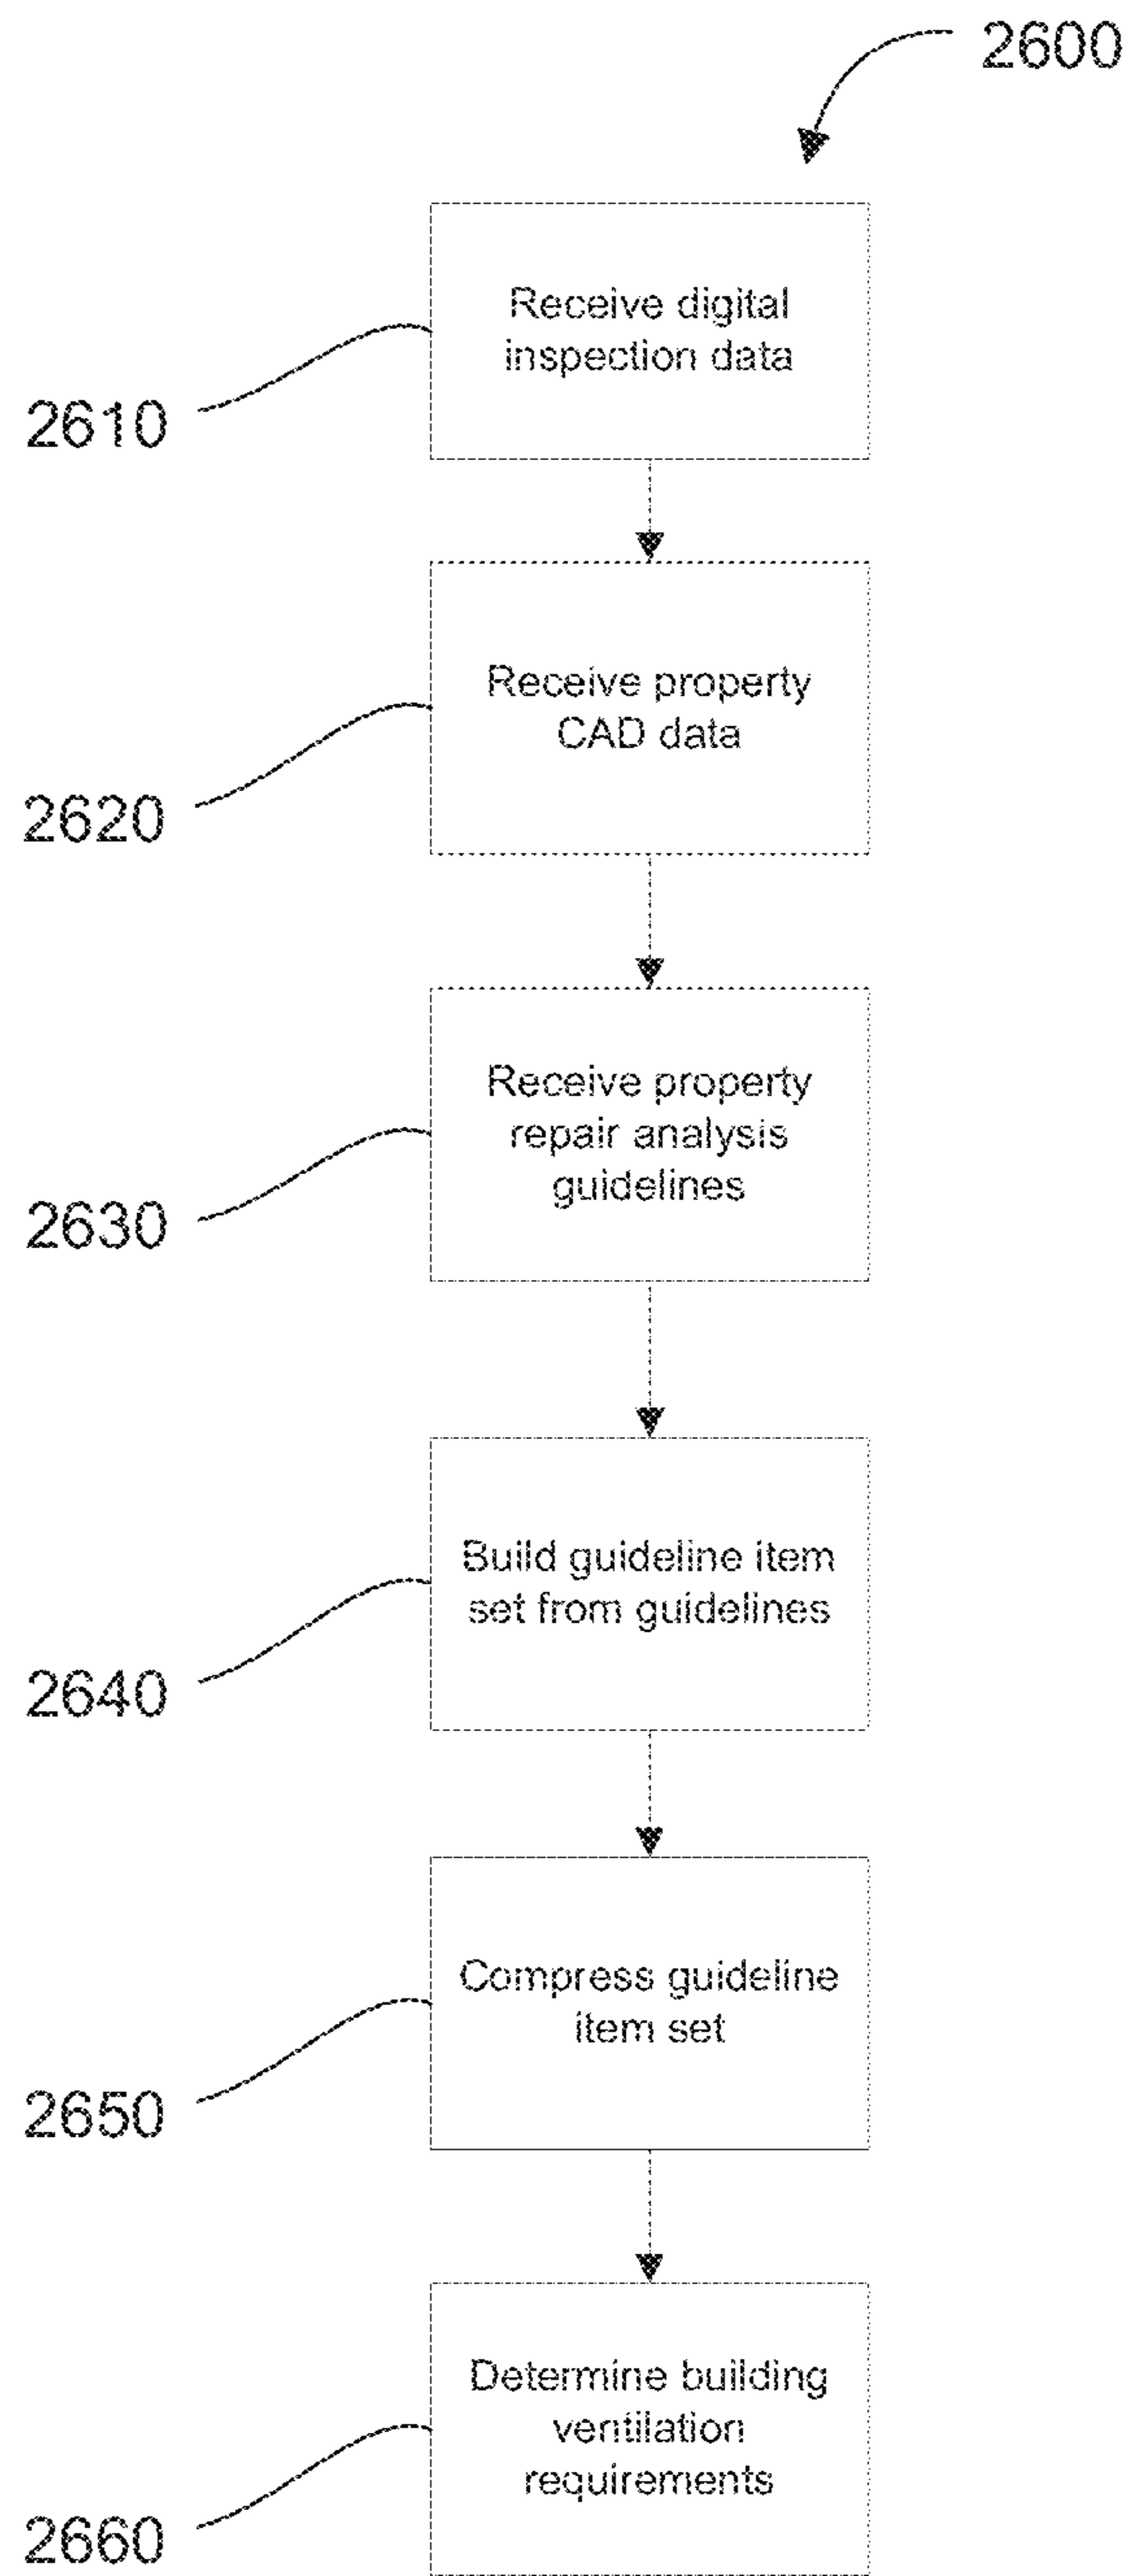 2600
Receive digital
inspection data
2610
Receive property
CAD data
2620
Receive property
repair analysis
guidelines
2630
Build guideline item
set from guidelines
2640
Compress guideline
item set
2650
Determine building
ventilation
requirements
2660